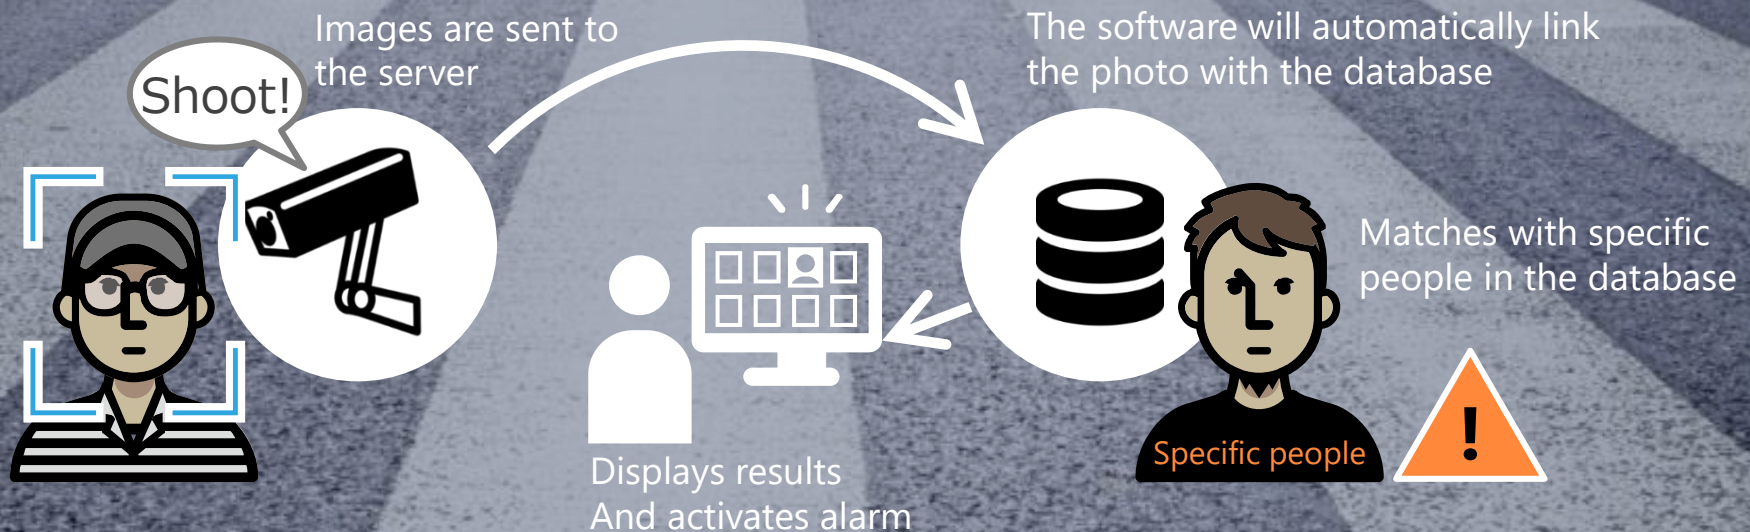 Images are sent to
the server
Shoot!
The software will automatically link
the photo with the database
Matches with specific
people in the database
Specific people
!
Displays results
And activates alarm